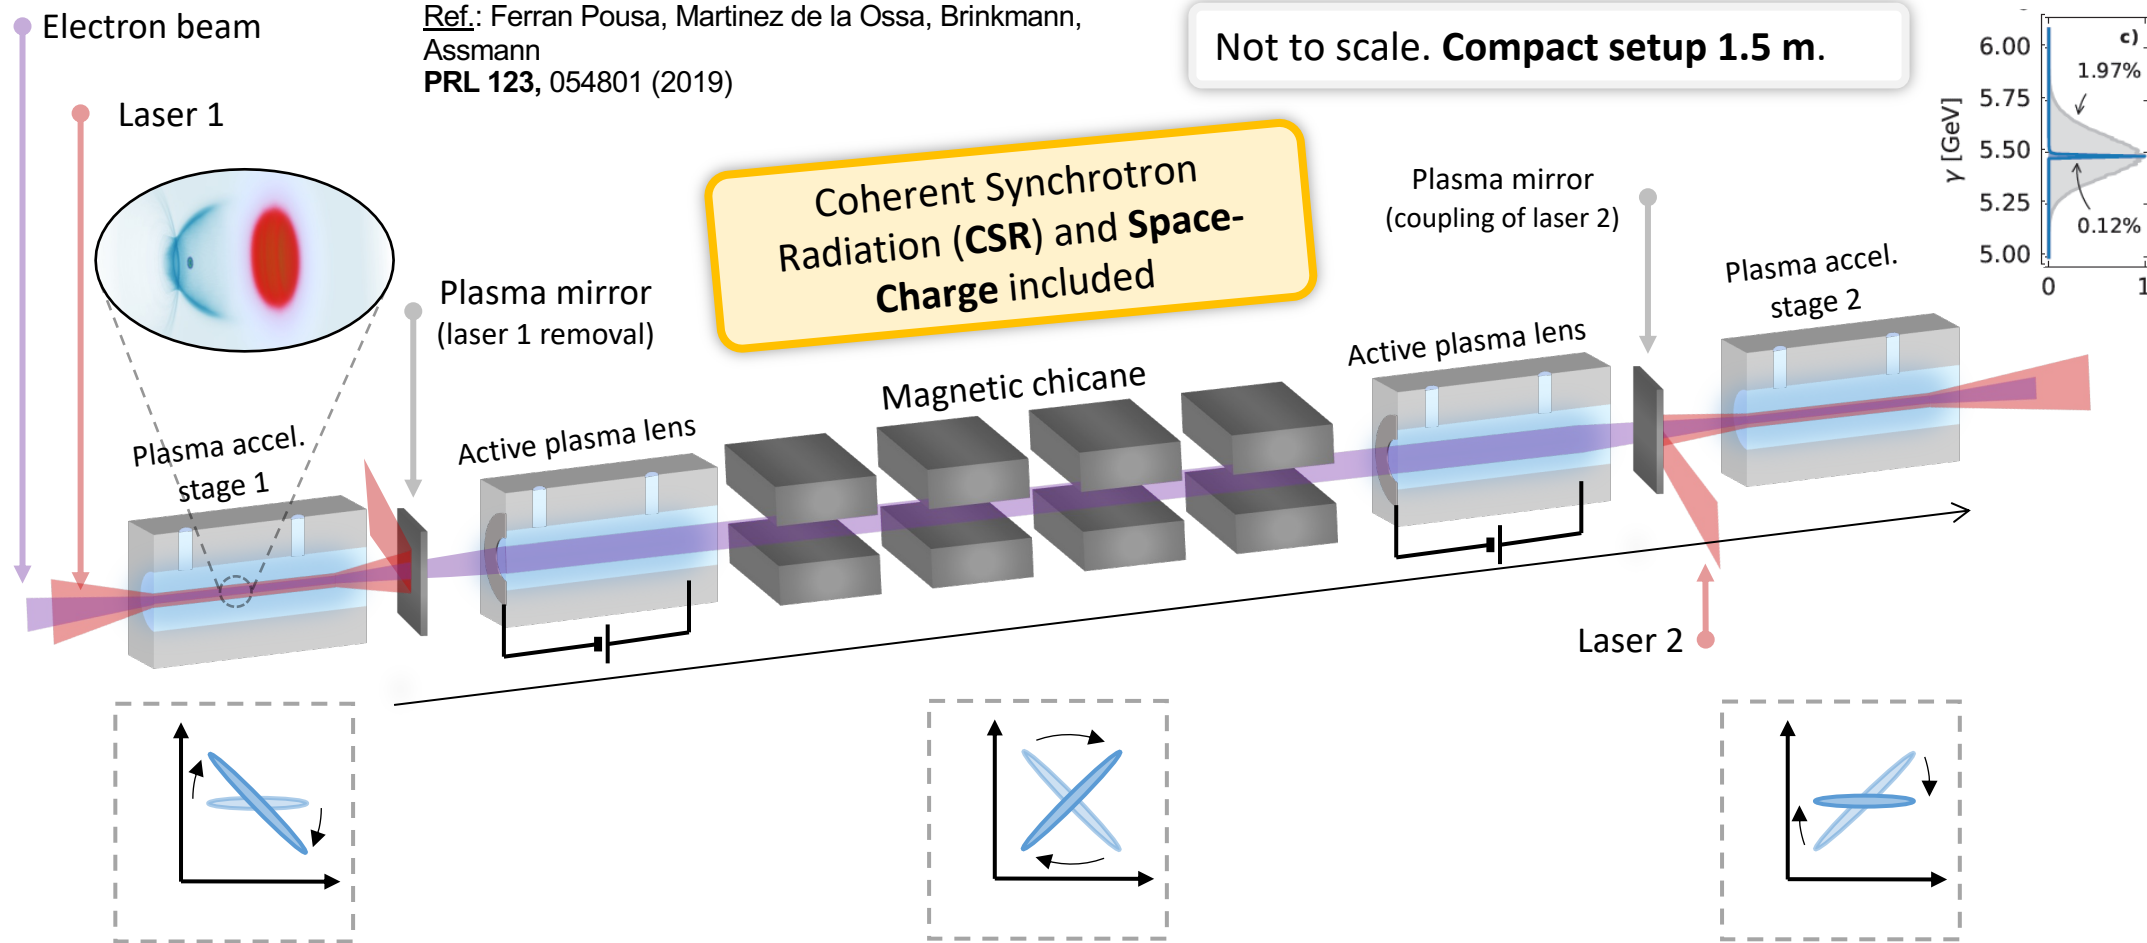 Electron beam
Ref.: Ferran Pousa, Martinez de la Ossa, Brinkmann,
Assmann
PRL 123, 054801 (2019)
Not to scale. Compact setup 1.5 m.
Laser 1
Coherent Synchrotron
Radiation (CSR) and Space-
Charge included
Plasma mirror
(coupling of laser 2)
c)
6.00
5.75
5.50
5.25
5.00
γ [GeV]
1.97%
0.12%
0
1
Plasma mirror
(laser 1 removal)
Plasma accel.
stage 2
Active plasma lens
Magnetic chicane
Active plasma lens
Plasma accel.
stage 1
Laser 2